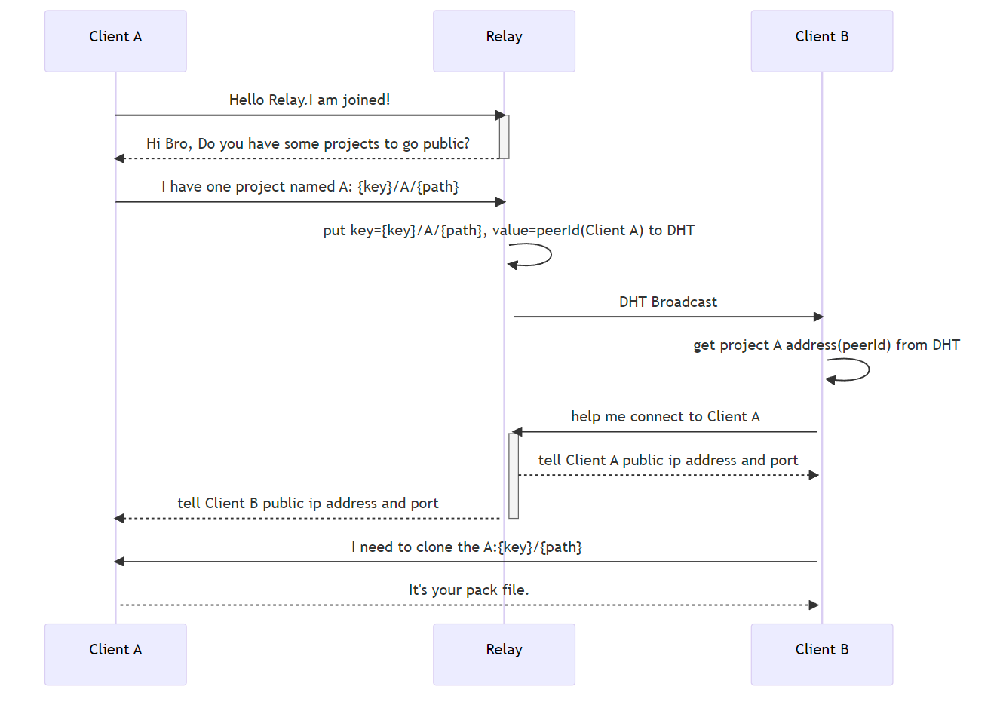 Client A
Relay
Client B
Hello Relay.I am joined!
Hi Bro, Do you have some projects to go public?
I have one project named A: {key}/A/{path}
put key={key}/A/{path}, value=peerId(Client A) to DHT
DHT Broadcast
get project A address(peerId) from DHT
help me connect to Client A
tell Client A public ip address and port
tell Client B public ip address and port
I need to clone the A:{key}/{path}
It's your pack file.
Client A
Relay
Client B